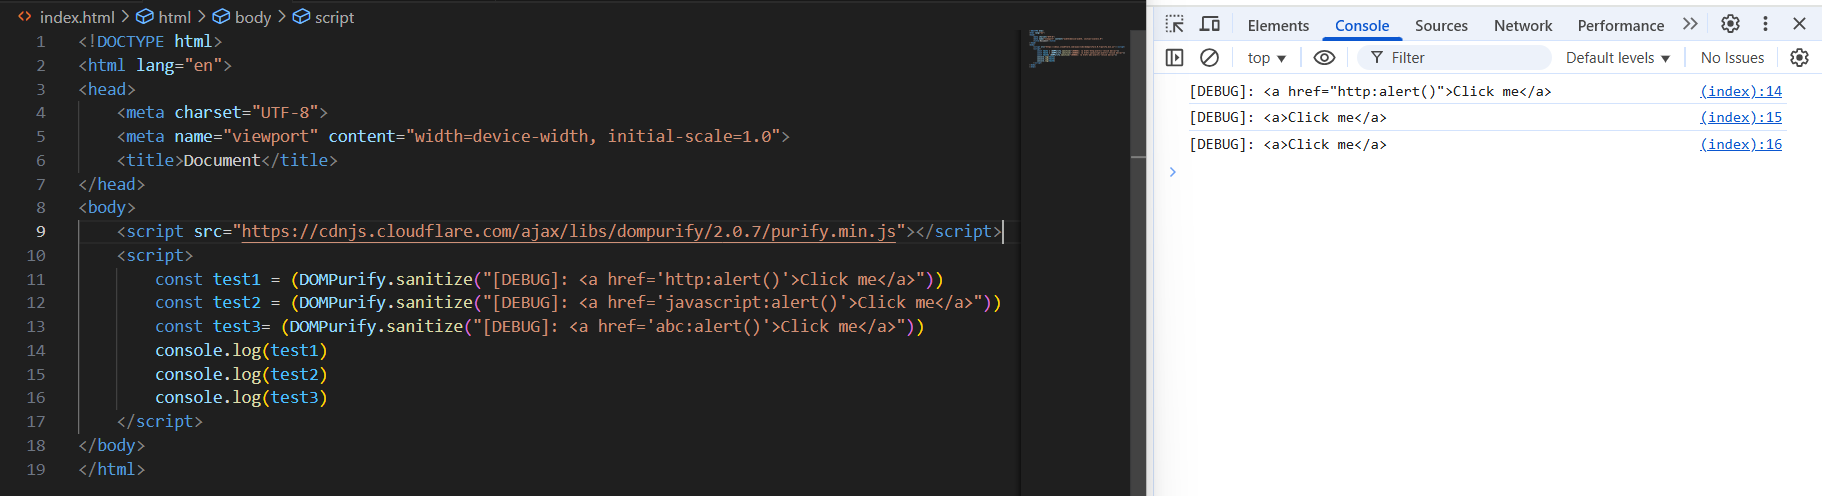 index.html > html > body > script
1 <!DOCTYPE html>
2 <html lang="en">
3 <head>
4 <meta charset="UTF-8">
5 <meta name="viewport" content="width=device-width, initial-scale=1.0">
6 <title>Document</title>
7 </head>
8 <body>
9 <script src="https://cdnjs.cloudflare.com/ajax/libs/dompurify/2.0.7/purify.min.js"></script>
10 <script>
11 const test1 = (DOMPurify.sanitize("[DEBUG]: <a href='http:alert()'>Click me</a>"))
12 const test2 = (DOMPurify.sanitize("[DEBUG]: <a href='javascript:alert()'>Click me</a>"))
13 const test3= (DOMPurify.sanitize("[DEBUG]: <a href='abc:alert()'>Click me</a>"))
14 console.log(test1)
15 console.log(test2)
16 console.log(test3)
17 </script>
18 </body>
19 </html>
Elements Console Sources Network Performance
top Filter Default levels No Issues
[DEBUG]: <a href="http:alert()">Click me</a> (index):14
[DEBUG]: <a>Click me</a> (index):15
[DEBUG]: <a>Click me</a> (index):16